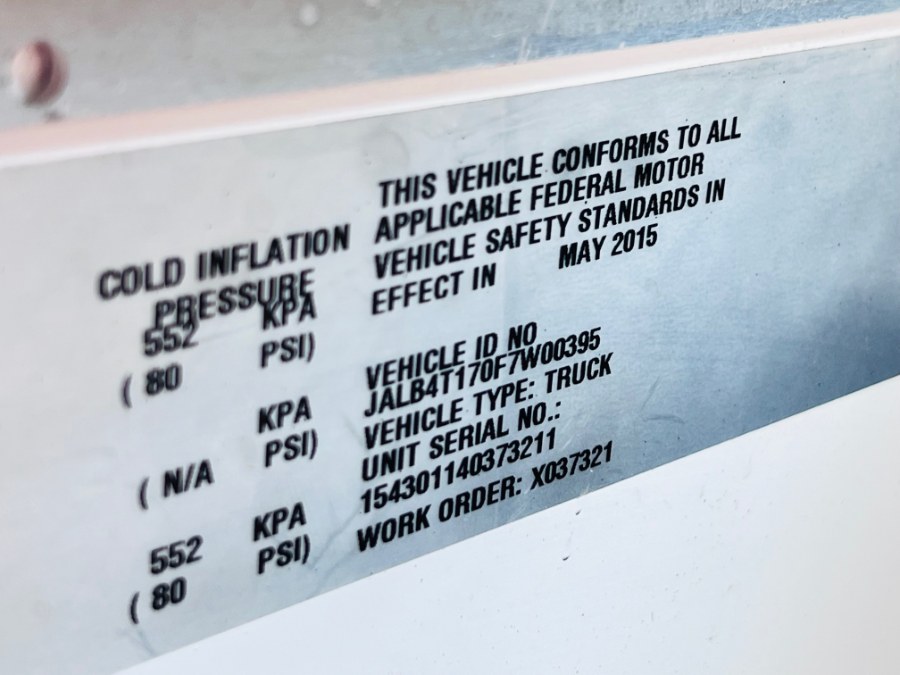 COLD INFLATION
PRESSURE
552 KPA
( 80 PSI)
KPA
( N/A PSI)
552 KPA
( 80 PSI)
THIS VEHICLE CONFORMS TO ALL
APPLICABLE FEDERAL MOTOR
VEHICLE SAFETY STANDARDS IN
EFFECT IN MAY 2015
VEHICLE ID NO
JALB4T170F7W00395
VEHICLE TYPE: TRUCK
UNIT SERIAL NO.:
154301140373211
WORK ORDER: X037321